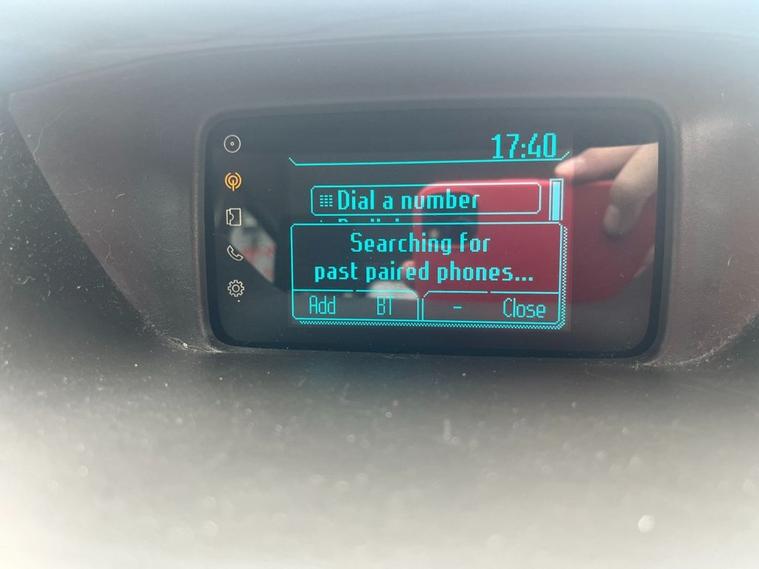 17:40
Dial a number
Searching for
past paired phones...
Add BT - Close